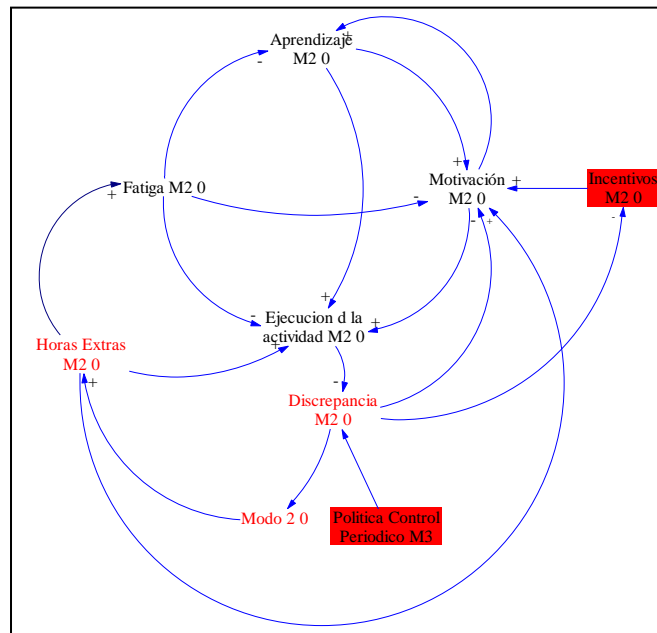 Aprendizaje
M2 0
+
-
Fatiga M2 0
+
+
-
Motivación
M2 0
+
Incentivos
M2 0
-
+
-
-
+
+
Ejecucion d la
actividad M2 0
+
Horas Extras
M2 0
+
-
Discrepancia
M2 0
Modo 2 0
Politica Control
Periodico M3